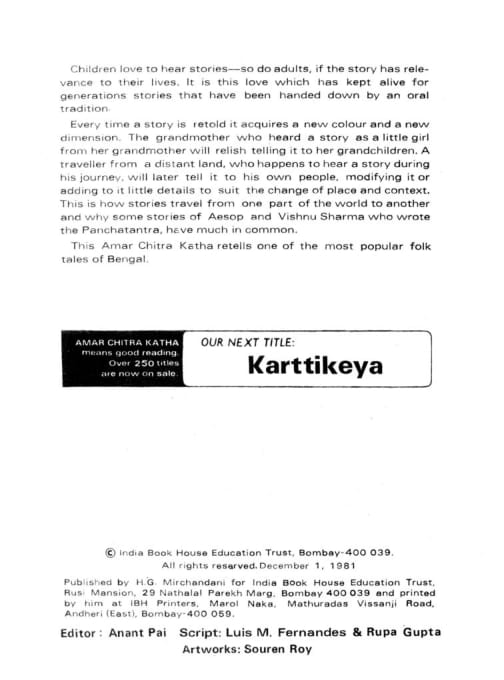 Children love to hear stories—so do adults, if the story has rele-
vance to their lives. It is this love which has kept alive for
generations stories that have been handed down by an oral
tradition.
Every time a story is retold it acquires a new colour and a new
dimension. The grandmother who heard a story as a little girl
from her grandmother will relish telling it to her grandchildren. A
traveller from a distant land, who happens to hear a story during
his journey, will later tell it to his own people, modifying it or
adding to it little details to suit the change of place and context.
This is how stories travel from one part of the world to another
and why some stories of Aesop and Vishnu Sharma who wrote
the Panchatantra, have much in common.
This Amar Chitra Katha retells one of the most popular folk
tales of Bengal.
AMAR CHITRA KATHA
means good reading.
Over 250 titles
are now on sale.
OUR NEXT TITLE:
Karttikeya
© India Book House Education Trust, Bombay-400 039.
All rights reserved. December 1, 1981
Published by H.G. Mirchandani for India Book House Education Trust,
Rusi Mansion, 29 Nathalal Parekh Marg, Bombay 400 039 and printed
by him at IBH Printers, Marol Naka, Mathuradas Vissanji Road,
Andheri (East), Bombay-400 059.
Editor : Anant Pai Script: Luis M. Fernandes & Rupa Gupta
Artworks: Souren Roy